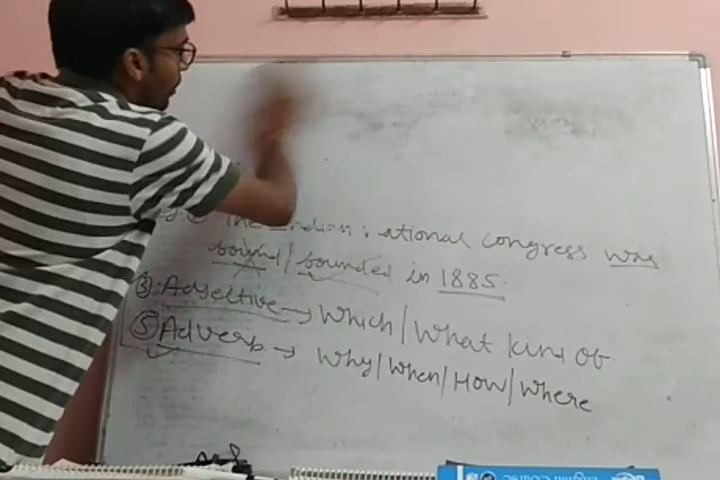 The Indian National congress was
found/founded in 1885.
③ Adjective → Which/What kind of
⑤ Adverb → Why/When/How/Where